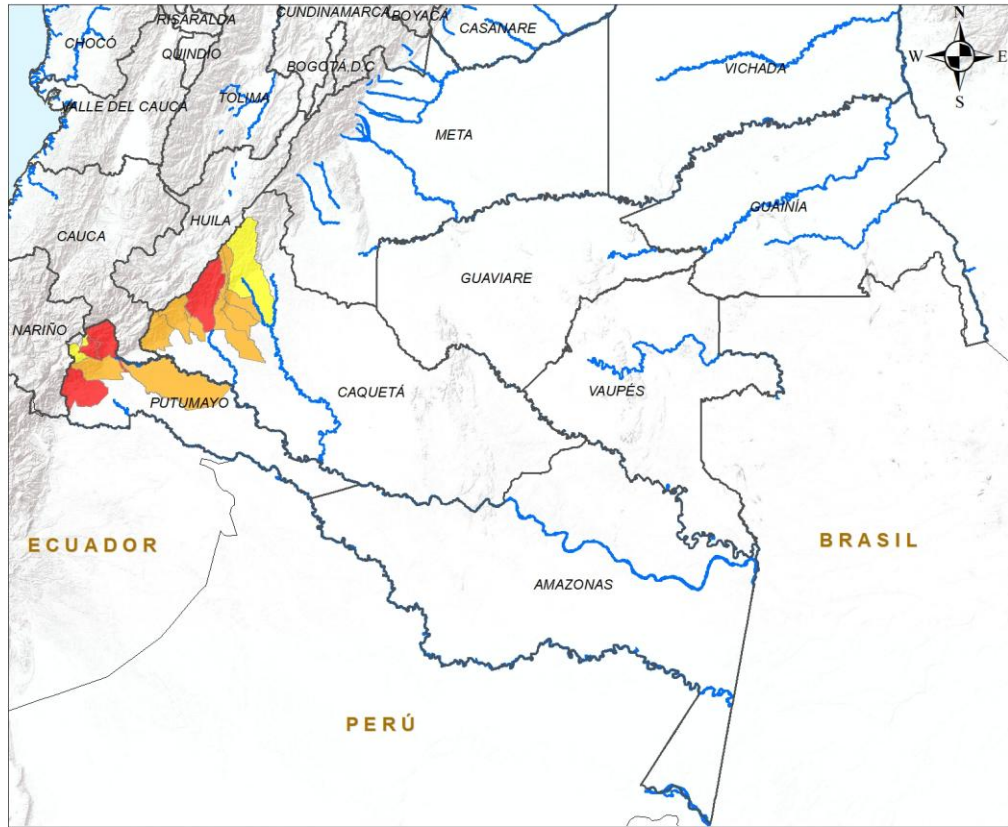 CUNDINAMARCA
BOYACÁ
RISARALDA
CASANARE
N
CHOCÓ
QUINDÍO
BOGOTÁ D.C
W
E
VICHADA
S
VALLE DEL CAUCA
TOLIMA
META
GUAINÍA
HUILA
CAUCA
GUAVIARE
NARIÑO
CAQUETÁ
VAUPÉS
PUTUMAYO
ECUADOR
BRASIL
AMAZONAS
PERÚ